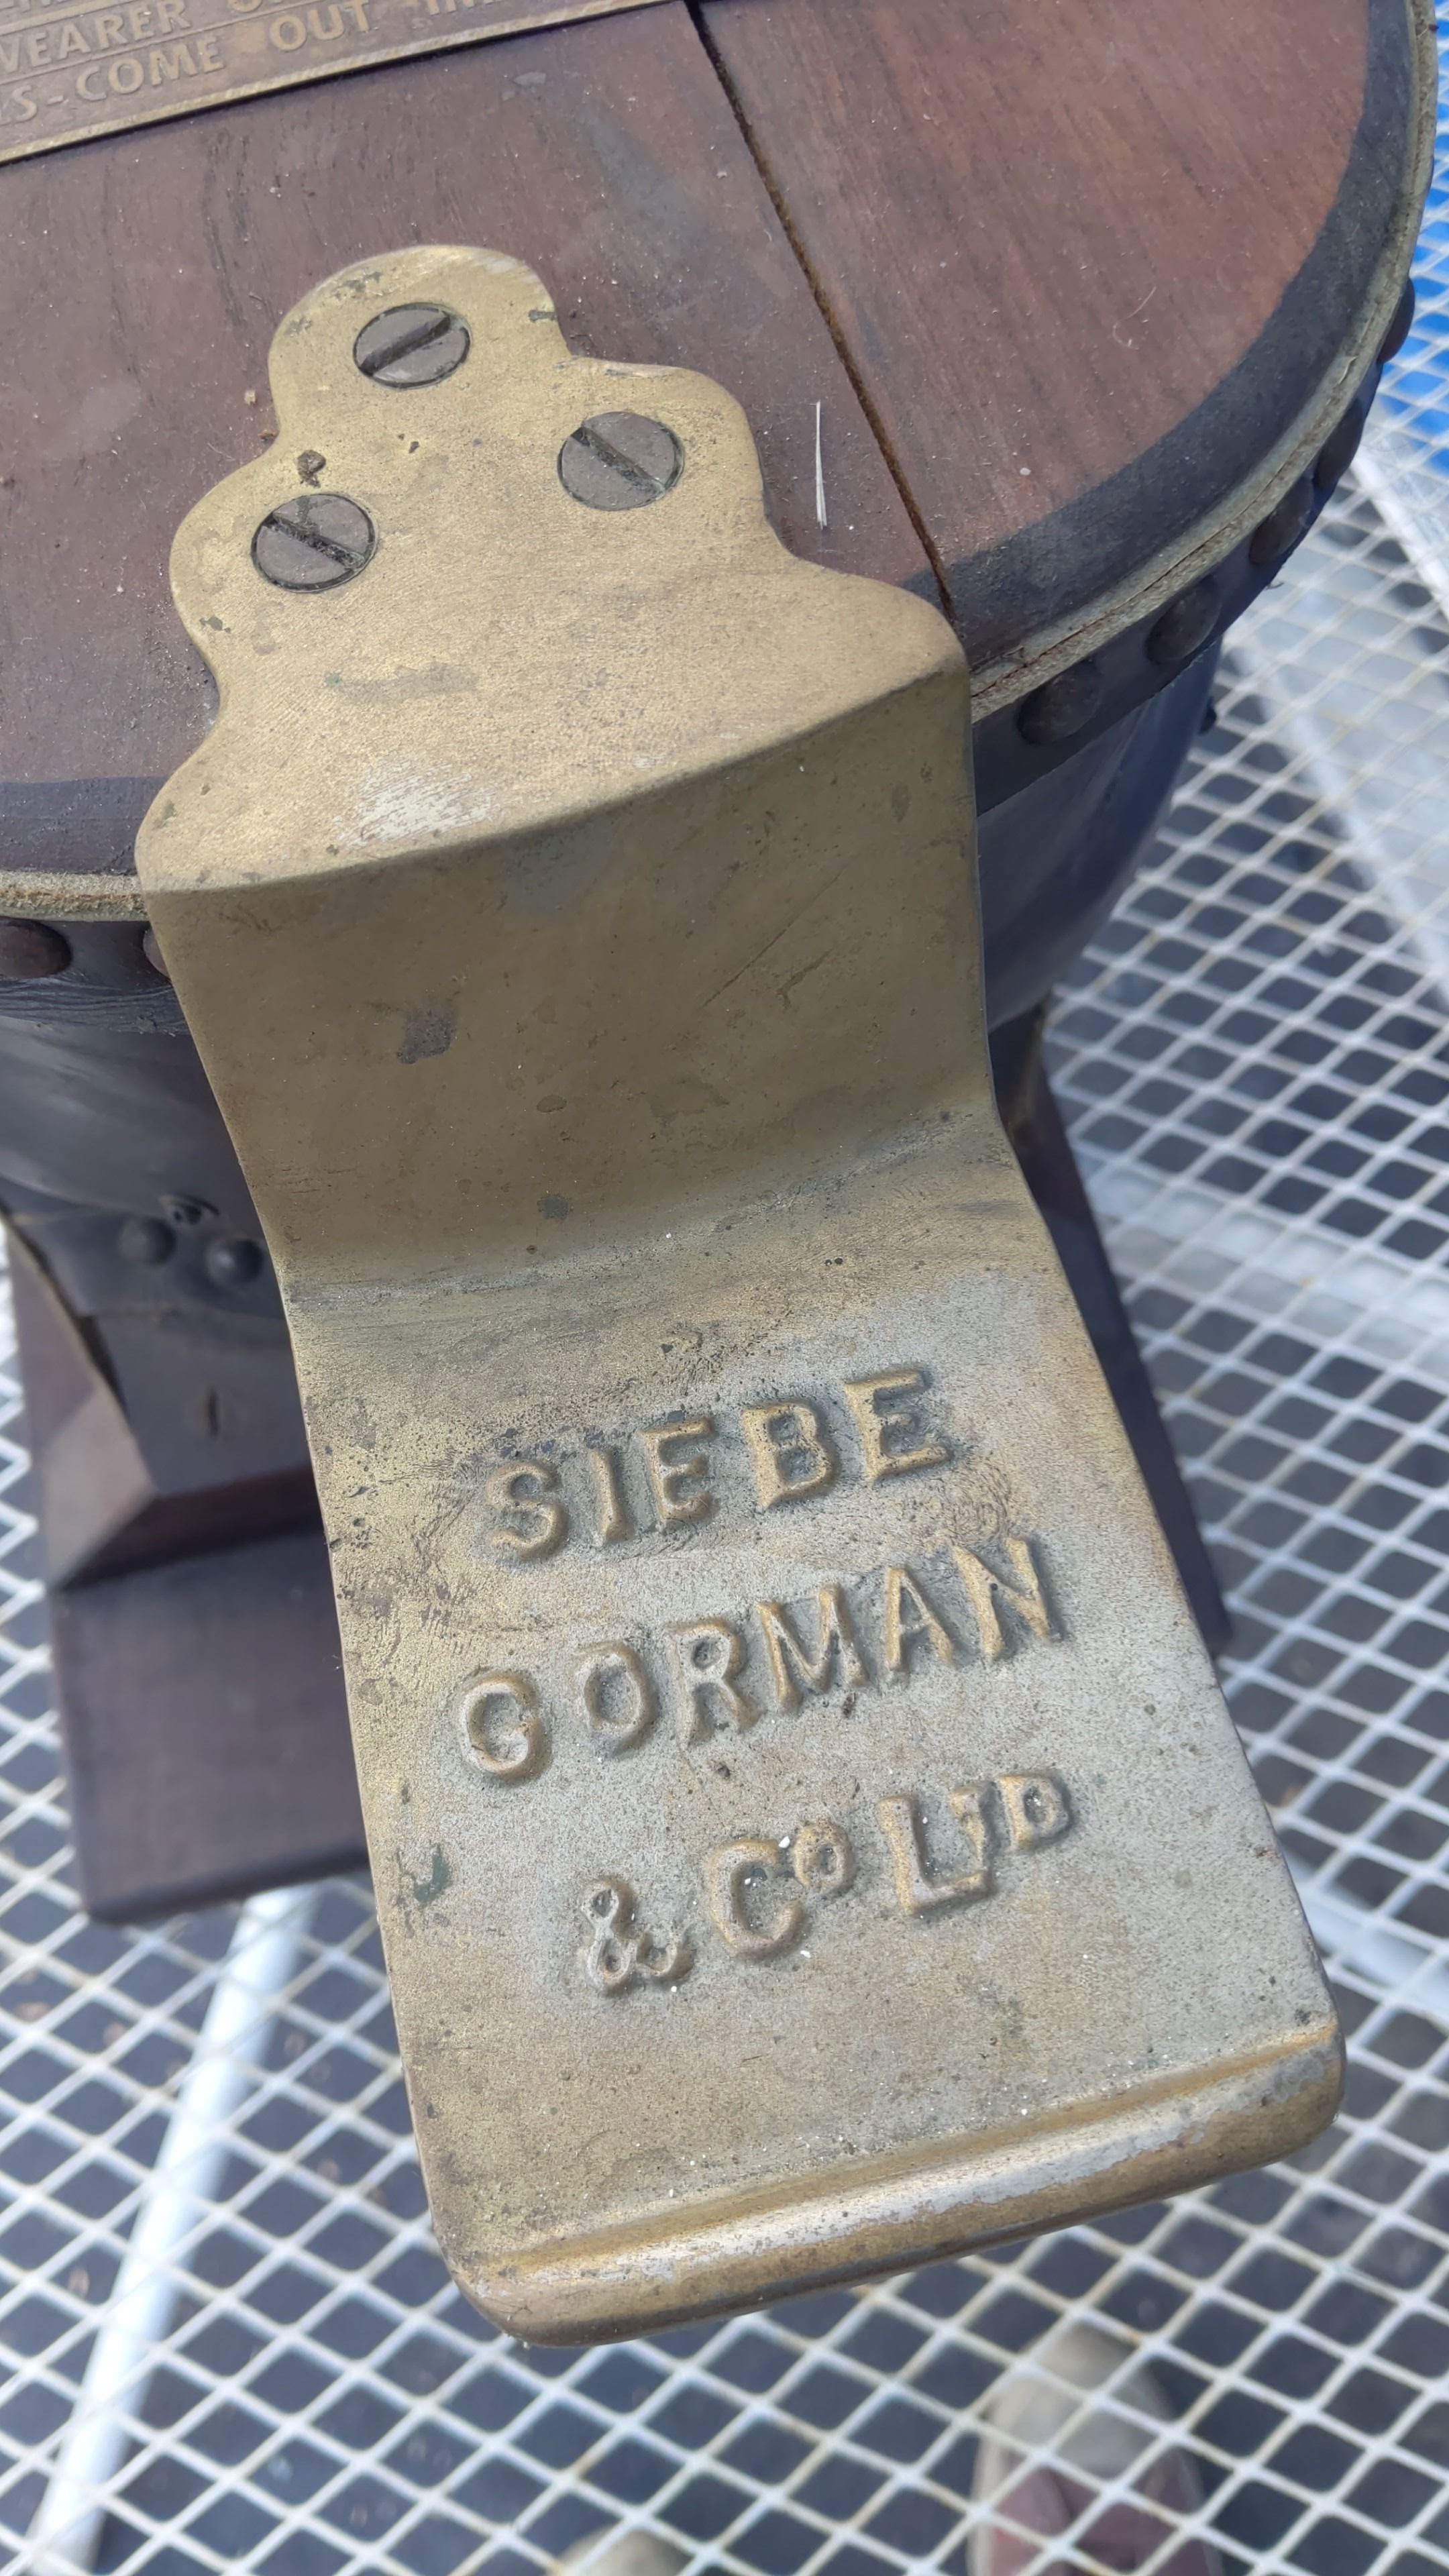 WEARER
S-COME OUT
SIEBE
GORMAN
& Co LTD